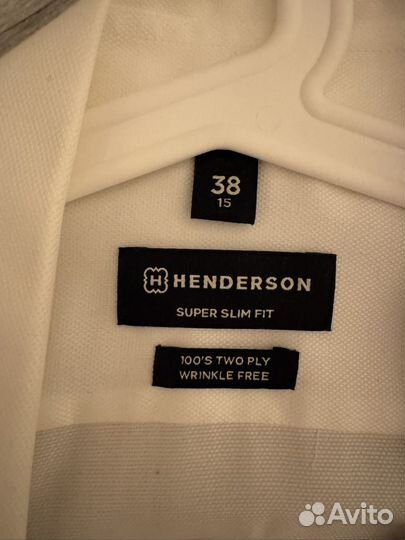 38
15
HENDERSON
SUPER SLIM FIT
100'S TWO PLY
WRINKLE FREE
Avito